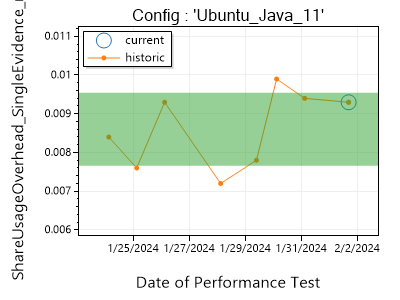 Config : 'Ubuntu_Java_11'
ShareUsageOverhead_SingleEvidence_
current
historic
0.011
0.01
0.009
0.008
0.007
0.006
1/25/2024
1/27/2024
1/29/2024
1/31/2024
2/2/2024
Date of Performance Test